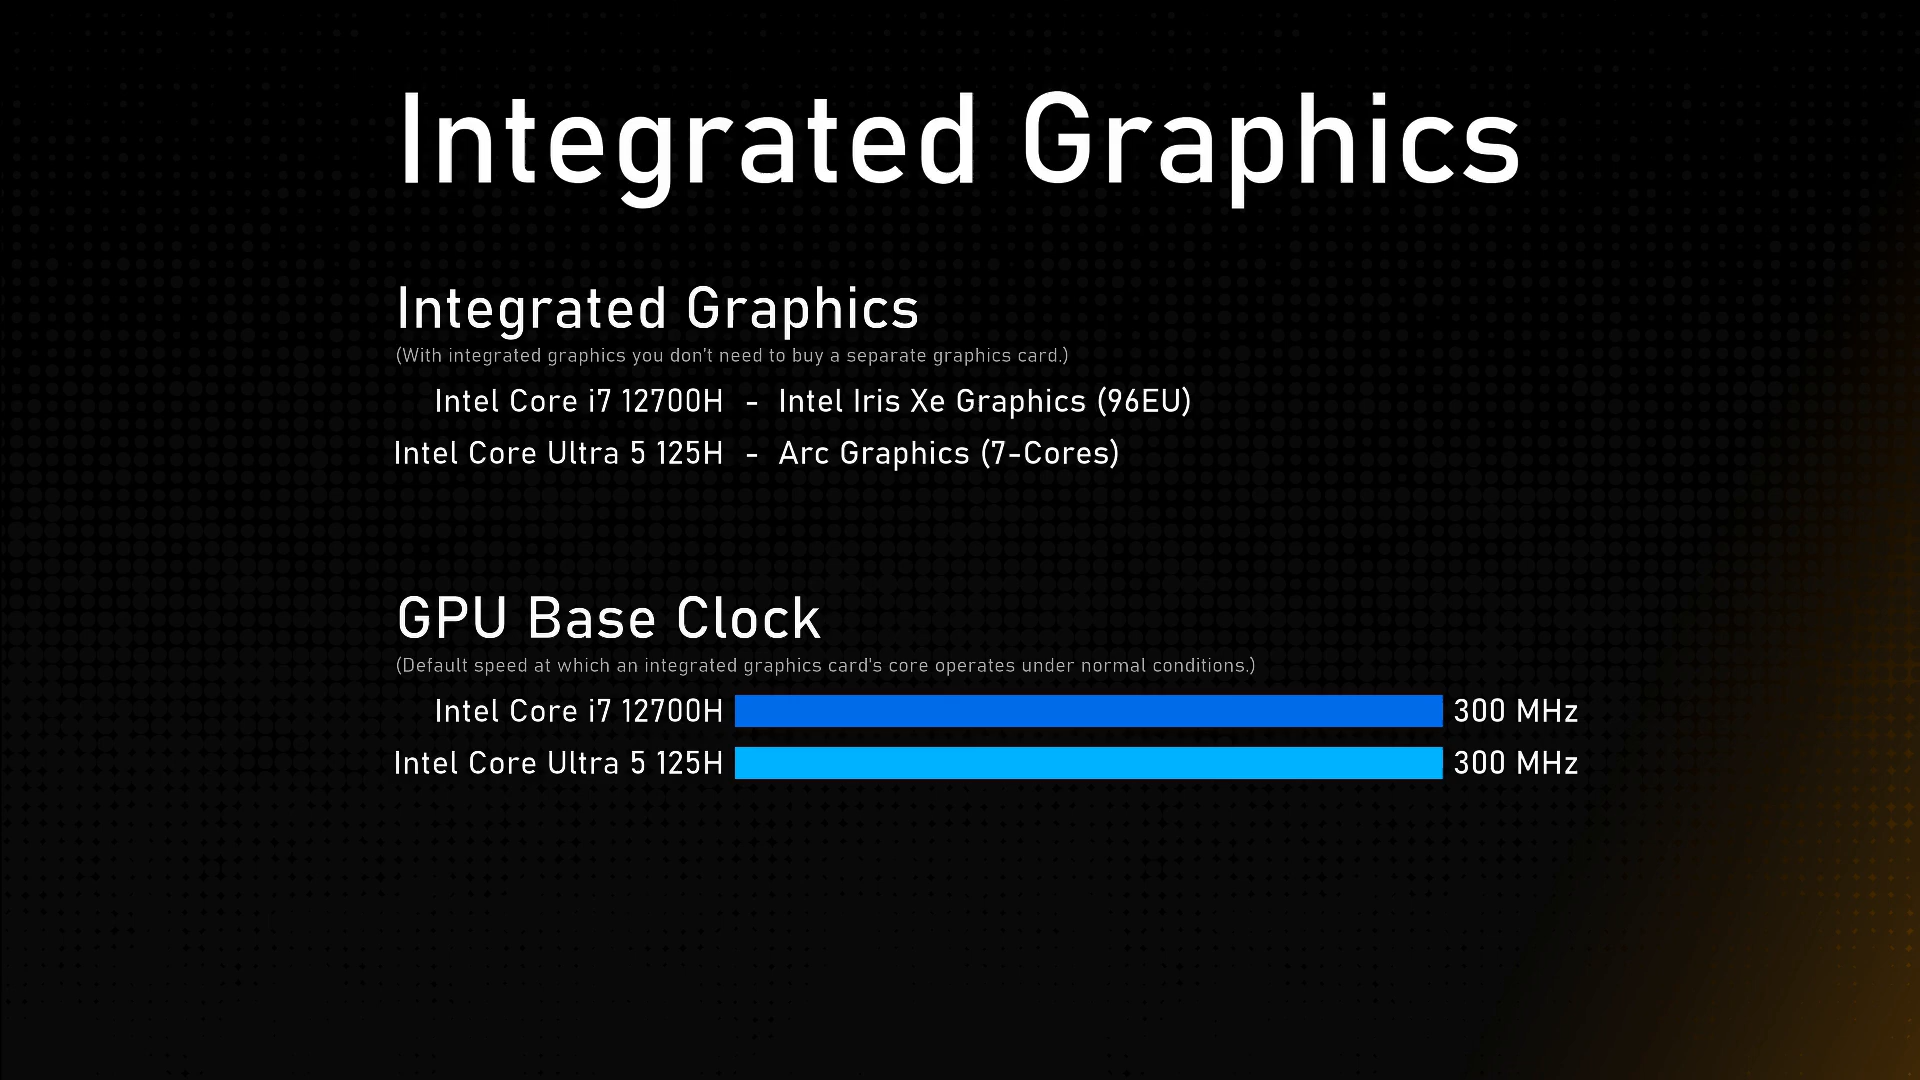 Integrated Graphics
Integrated Graphics
(With integrated graphics you don't need to buy a separate graphics card.)
Intel Core i7 12700H - Intel Iris Xe Graphics (96EU)
Intel Core Ultra 5 125H - Arc Graphics (7-Cores)
GPU Base Clock
(Default speed at which an integrated graphics card's core operates under normal conditions.)
Intel Core i7 12700H 300 MHz
Intel Core Ultra 5 125H 300 MHz